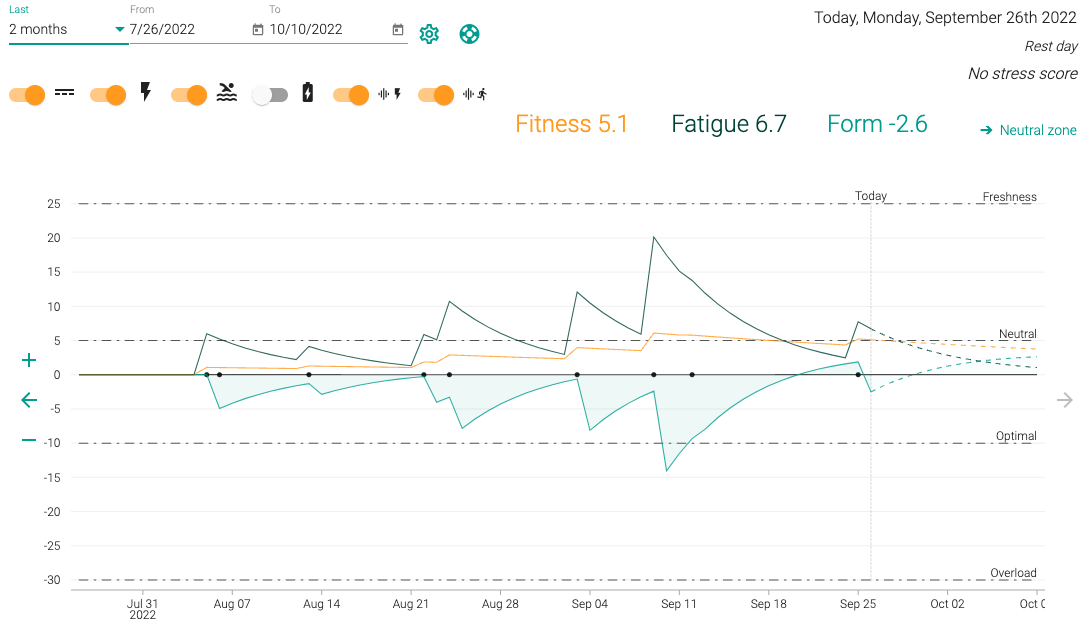 Last
From
To
2 months
7/26/2022
10/10/2022
Today, Monday, September 26th 2022
Rest day
No stress score
Fitness 5.1
Fatigue 6.7
Form -2.6
Neutral zone
Today
Freshness
25
20
15
10
Neutral
5
0
-5
Optimal
-10
-15
-20
-25
Overload
-30
Jul 31
2022
Aug 07
Aug 14
Aug 21
Aug 28
Sep 04
Sep 11
Sep 18
Sep 25
Oct 02
Oct 0